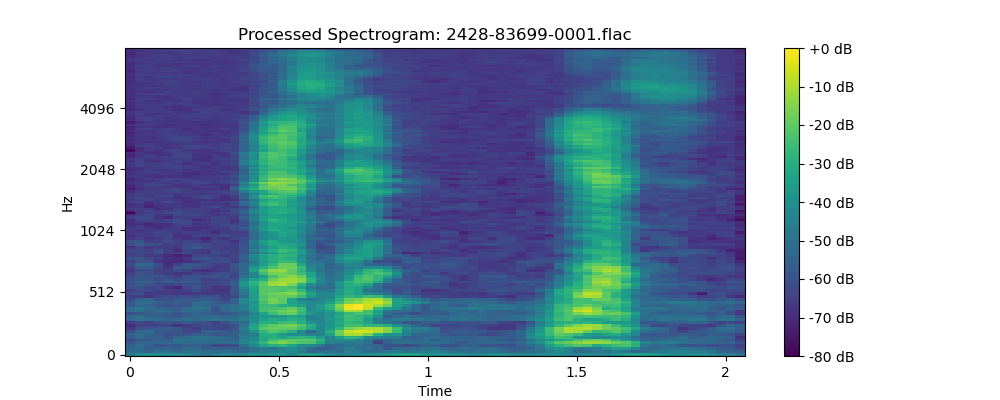 Processed Spectrogram: 2428-83699-0001.flac
+0 dB
-10 dB
-20 dB
-30 dB
-40 dB
-50 dB
-60 dB
-70 dB
-80 dB
Hz
4096
2048
1024
512
0
0
0.5
1
1.5
2
Time